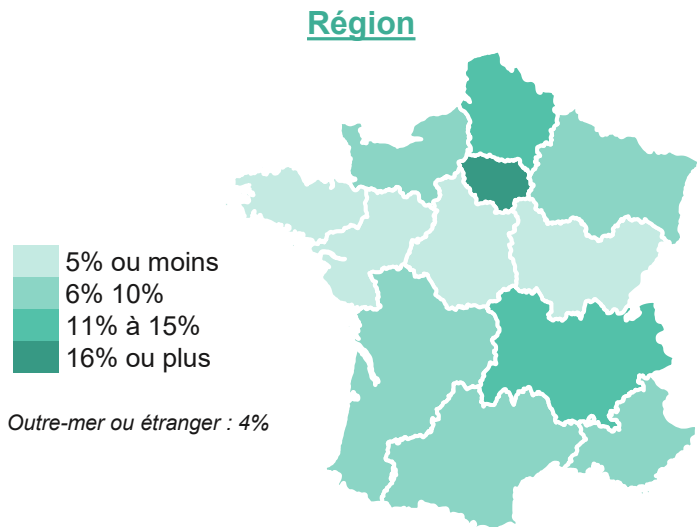 Région
5% ou moins
6% 10%
11% à 15%
16% ou plus
Outre-mer ou étranger : 4%